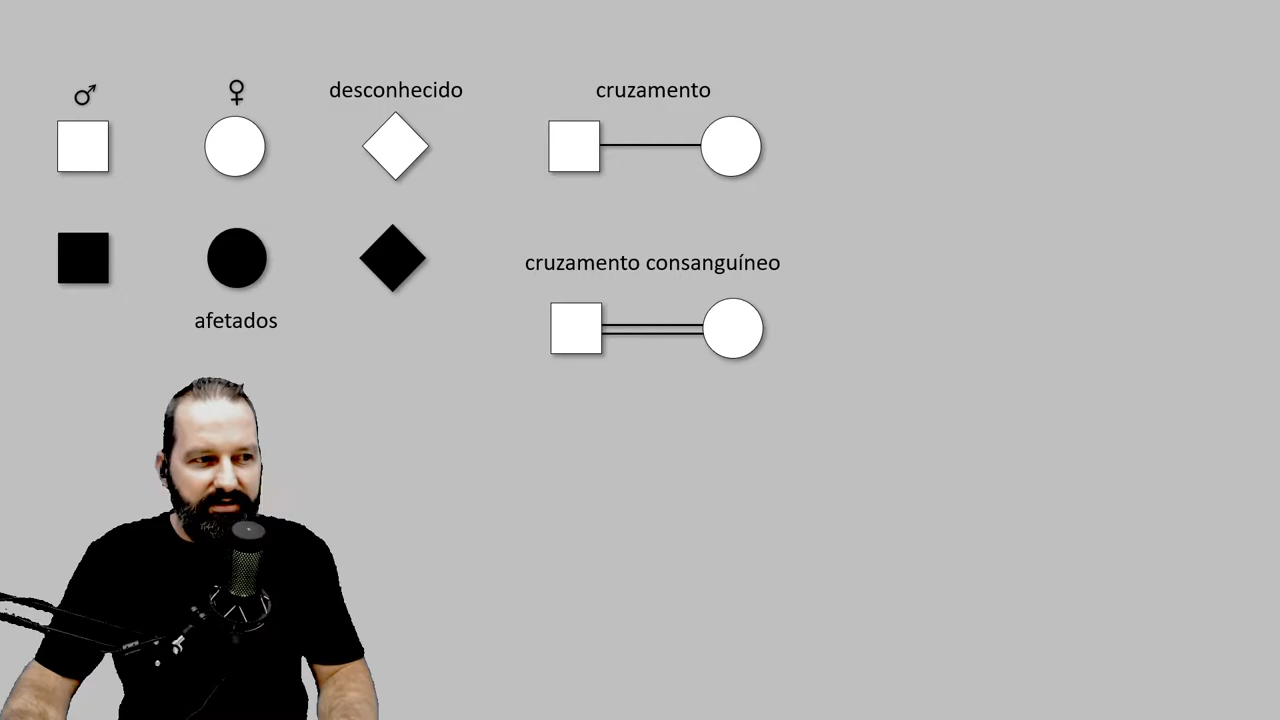 ♂ ♀ desconhecido
cruzamento
cruzamento consanguíneo
afetados